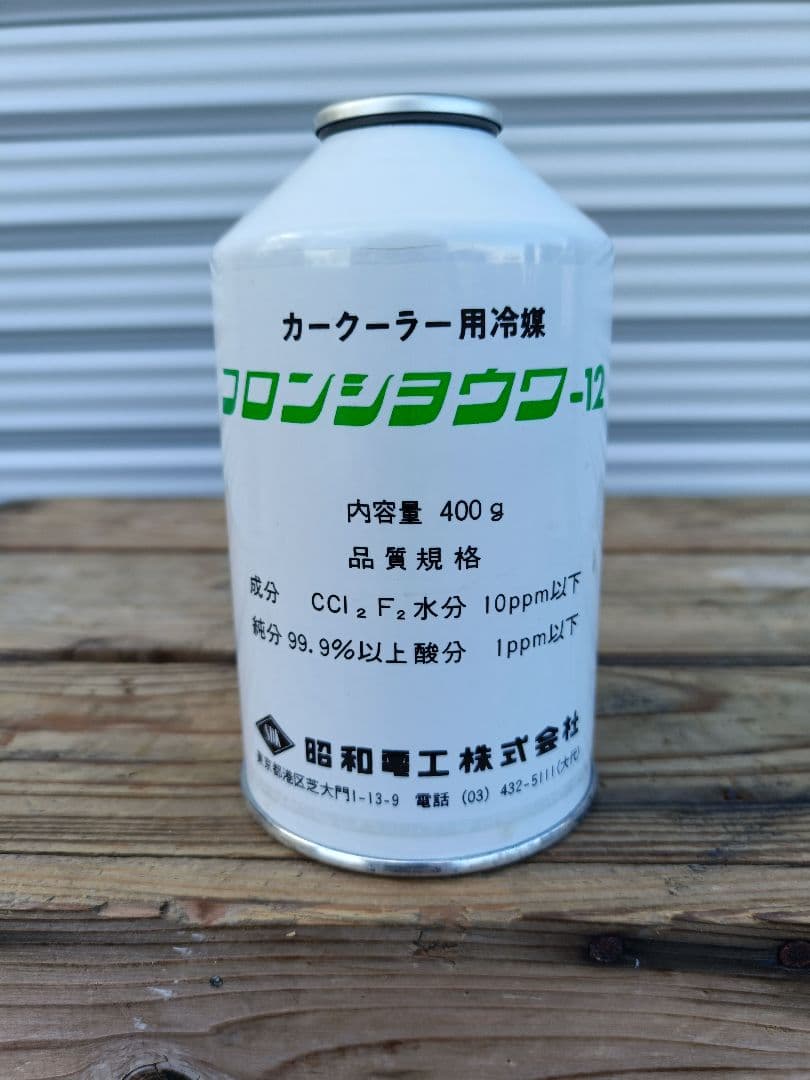 カークーラー用冷媒
フロンショウワ-12
内容量 400g
品質規格
成分 CCl₂F₂ 水分 10ppm以下
純分 99.9%以上 酸分 1ppm以下
昭和電工株式会社
東京都港区芝大門1-13-9 電話 (03) 432-5111(大代)